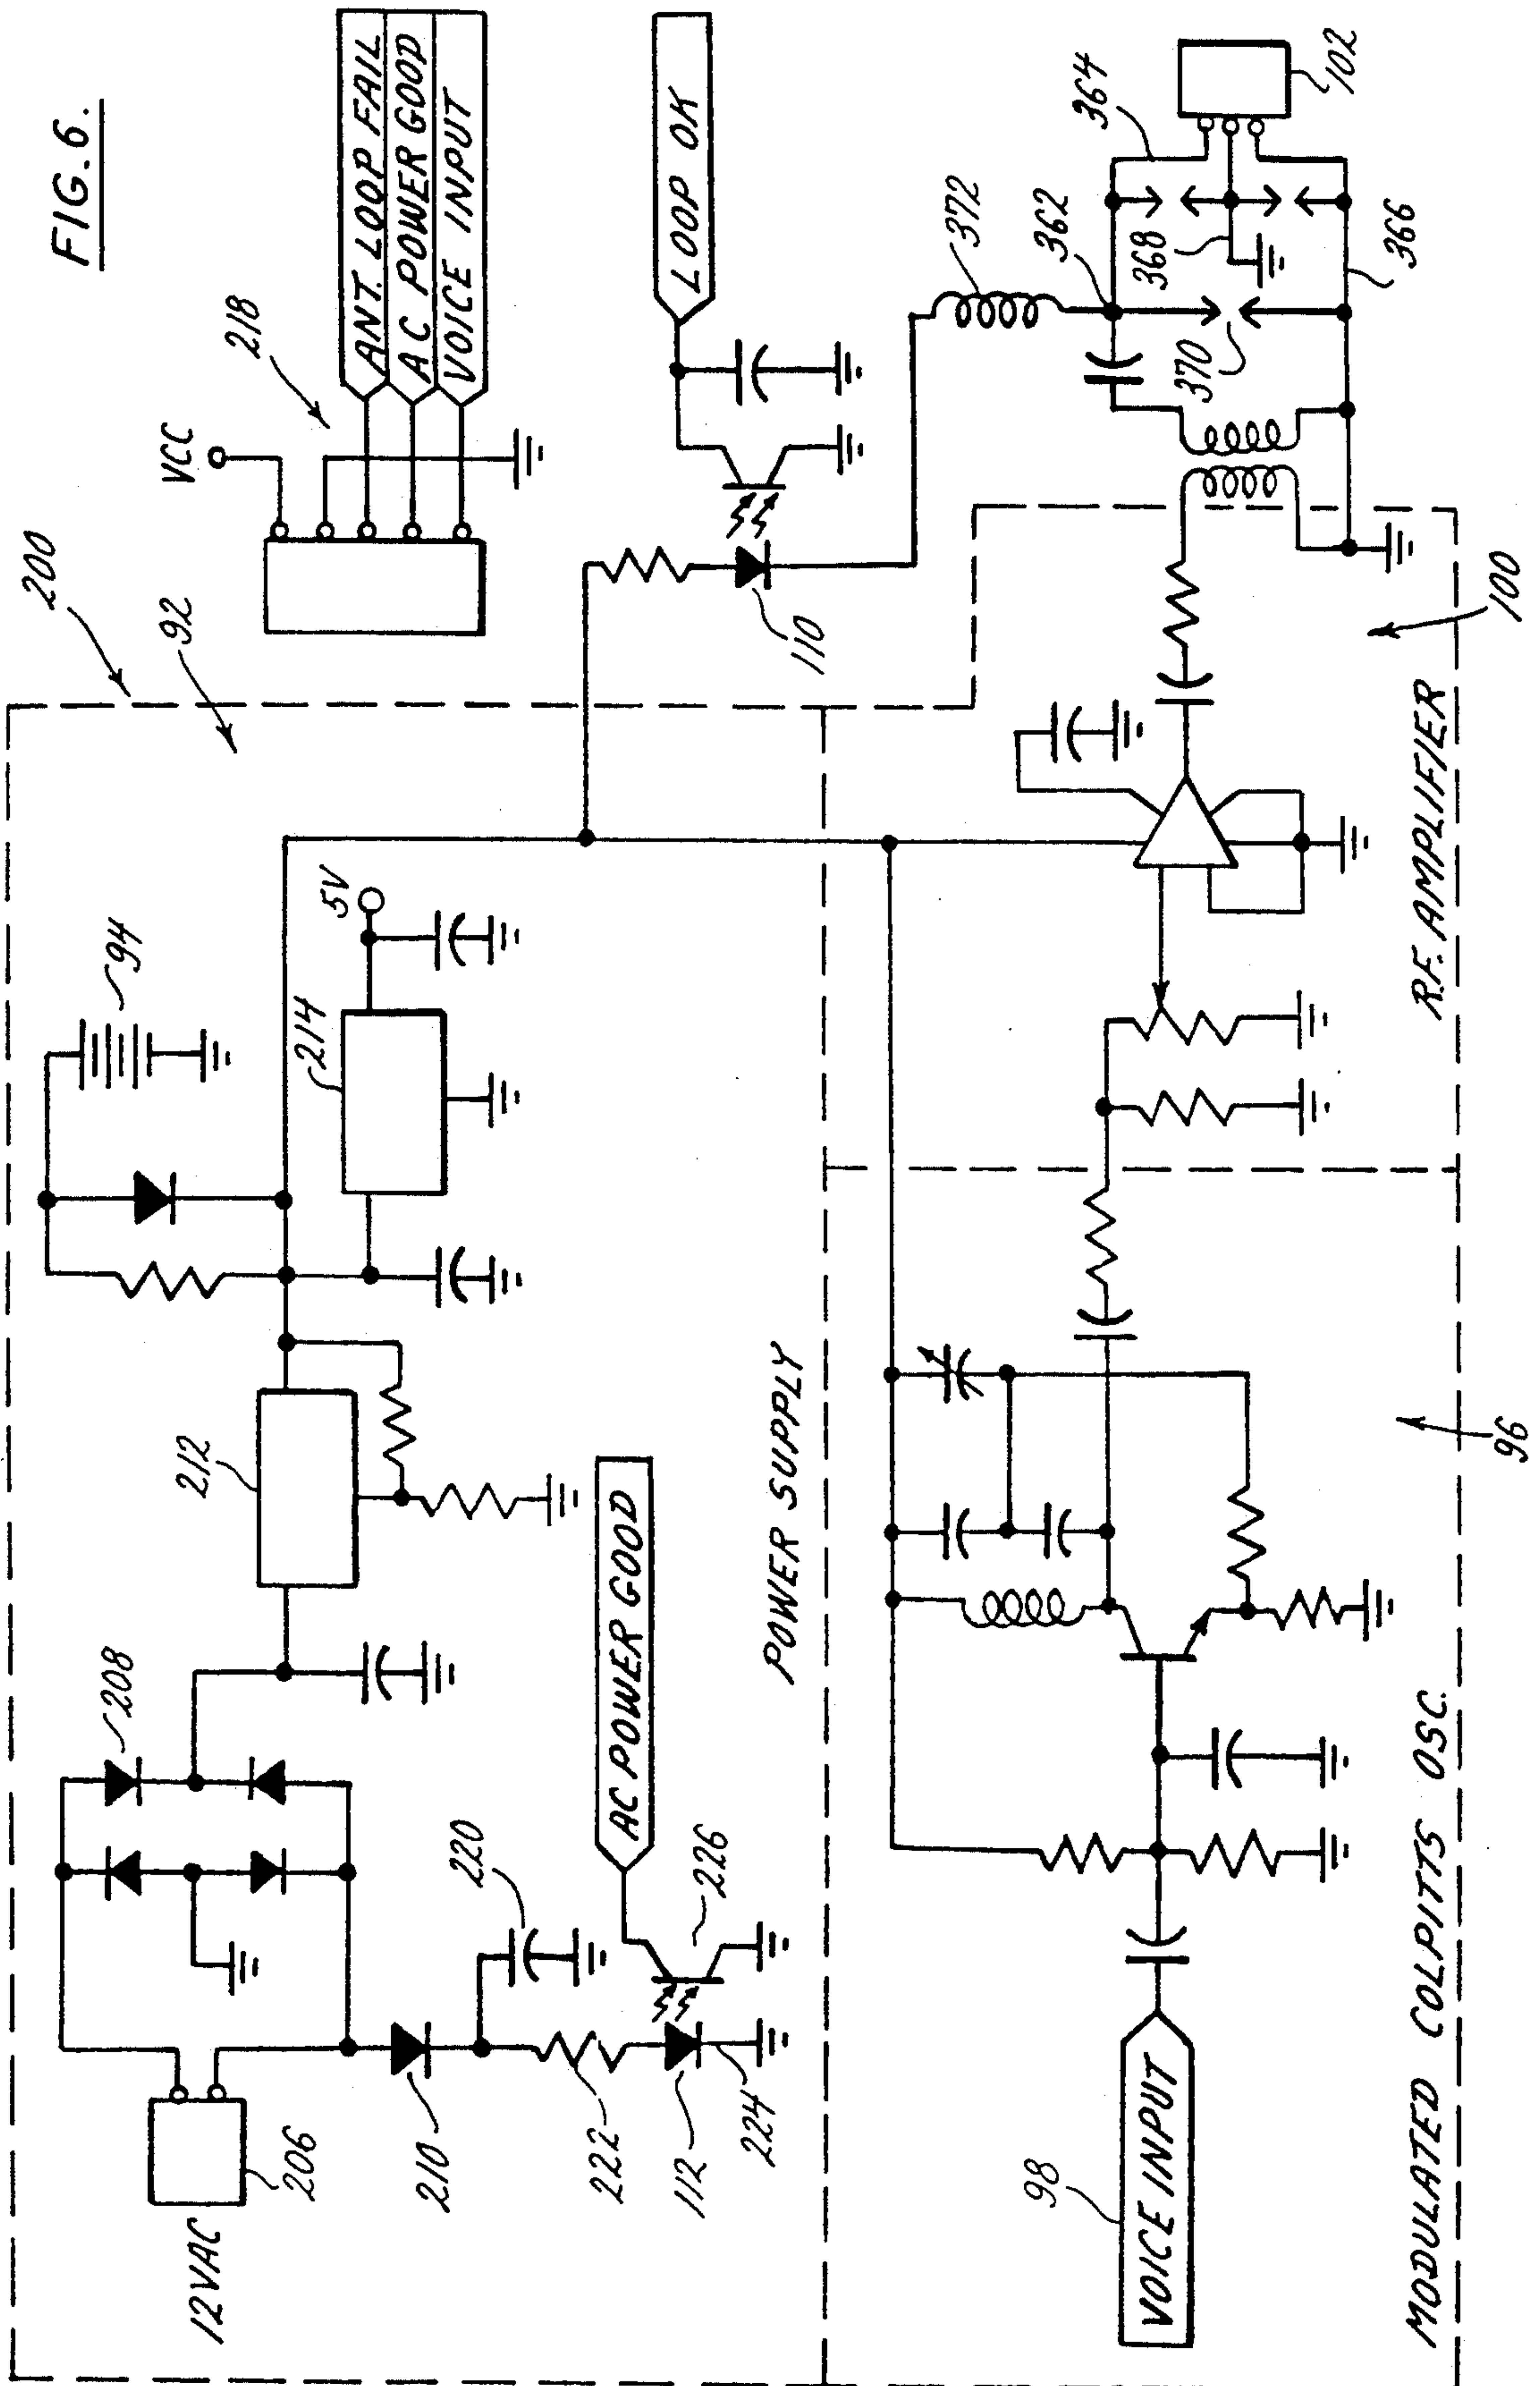 FIG. 6.
200
92
218
VCC
ANT. LOOP FAIL
AC POWER GOOP
VOICE INPUT
LOOP OK
94
5V
214
212
208
12VAC
206
210
220
222
112
224
226
AC POWER GOOD
POWER SUPPLY
110
372
362
364
368
370
366
102
100
R.F. AMPLIFIER
96
98
VOICE INPUT
MODULATED COLPITTS OSC.